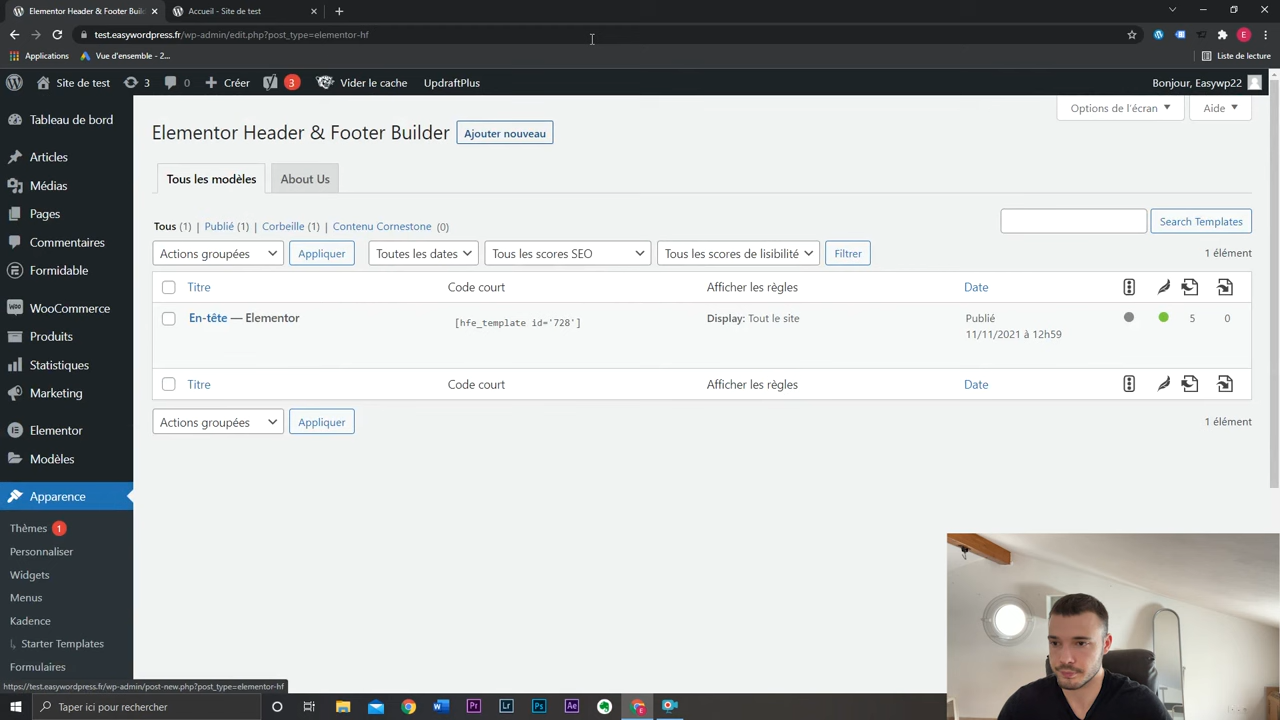 Elementor Header & Footer Buil
Accueil - Site de test
test.easywordpress.fr/wp-admin/edit.php?post_type=elementor-hf
E
Applications
Vue d'ensemble - 2...
Liste de lecture
Site de test
3
0
Créer
3
Vider le cache
UpdraftPlus
Bonjour, Easywp22
Options de l'écran
Aide
Tableau de bord
Articles
Médias
Pages
Commentaires
Formidable
WooCommerce
Produits
Statistiques
Marketing
Elementor
Modèles
Apparence
Thèmes 1
Personnaliser
Widgets
Menus
Kadence
Starter Templates
Formulaires
Elementor Header & Footer Builder
Ajouter nouveau
Tous les modèles
About Us
Tous (1) | Publié (1) | Corbeille (1) | Contenu Cornestone (0)
Search Templates
Actions groupées
Appliquer
Toutes les dates
Tous les scores SEO
Tous les scores de lisibilité
Filtrer
1 élément
Titre
Code court
Afficher les règles
Date
En-tête — Elementor
[hfe_template id='728']
Display: Tout le site
Publié
11/11/2021 à 12h59
5
0
Titre
Code court
Afficher les règles
Date
Actions groupées
Appliquer
1 élément
https://test.easywordpress.fr/wp-admin/post-new.php?post_type=elementor-hf
Taper ici pour rechercher
W
Pr
Lr
Ps
Ae
E